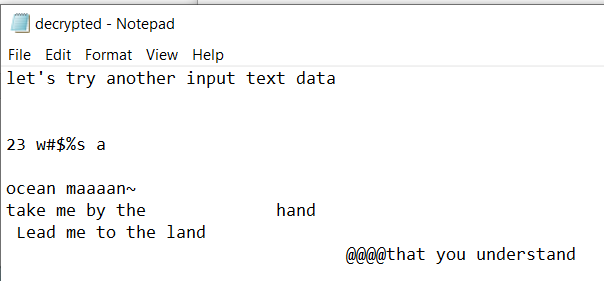 decrypted - Notepad
File Edit Format View Help
let's try another input text data
23 w#$%s a
ocean maaaan~
take me by the             hand
 Lead me to the land
                                  @@@@that you understand